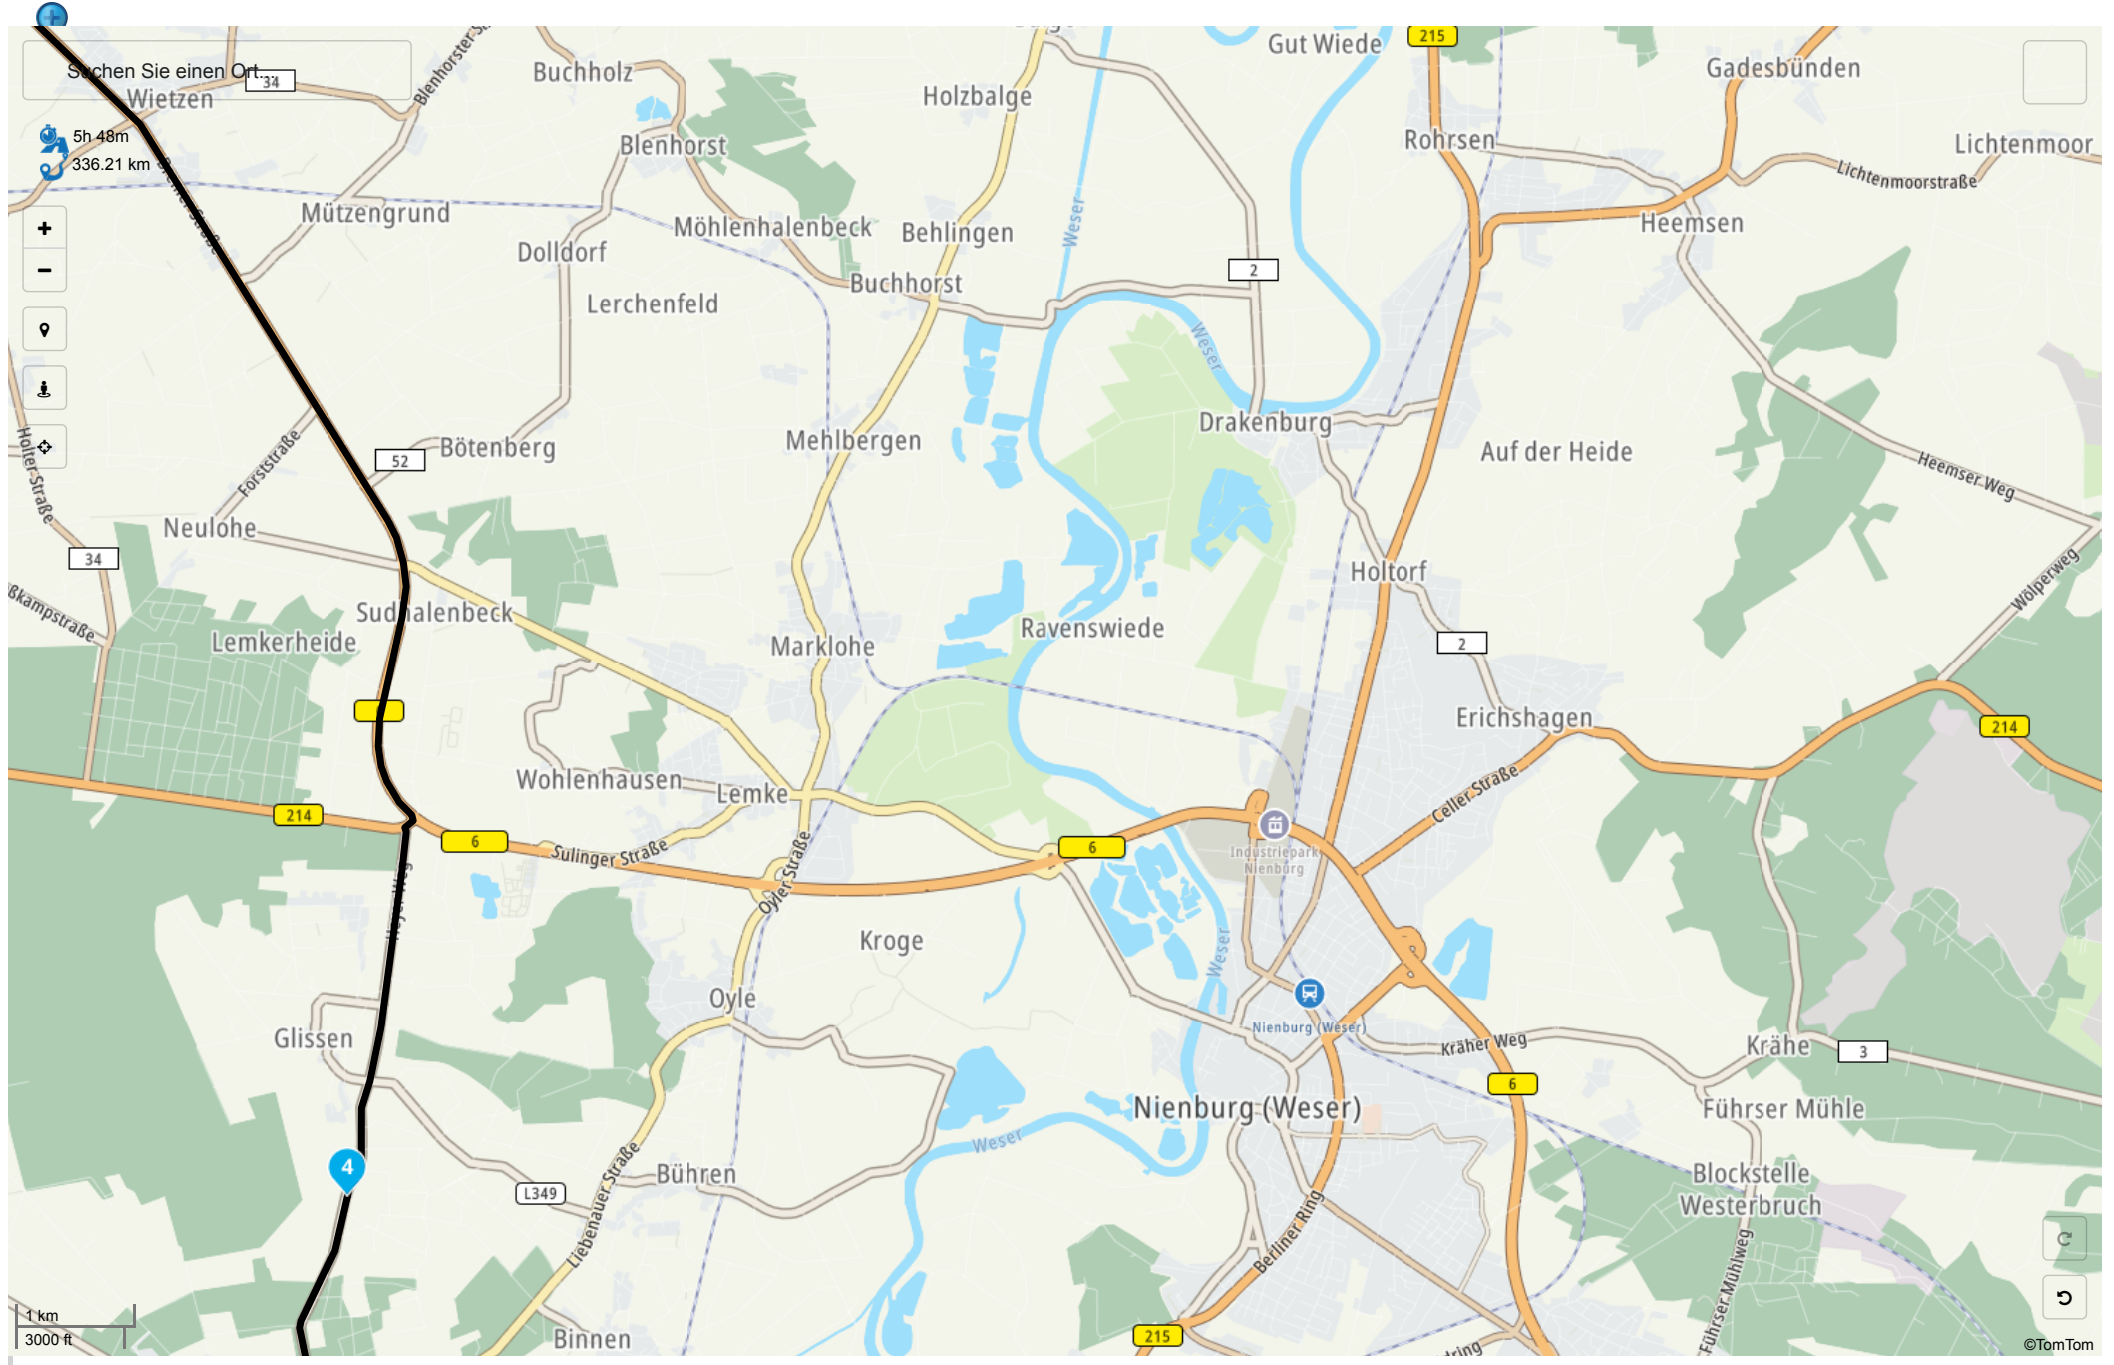 Gut Wiede
215
Suchen Sie einen Ort...
34
Wietzen
Buchholz
Holzbalge
Gadesbünden
Blenhorst
Rohrsen
Lichtenmoor
5h 48m
336.21 km
Lichtenmoorstraße
Mützengrund
Möhlenhalenbeck
Behlingen
Weser
Heemsen
Dolldorf
Buchhorst
2
Lerchenfeld
Weser
Drakenburg
Mehlbergen
Bötenberg
52
Forststraße
Holter Straße
Auf der Heide
Heemser Weg
Neulohe
34
Holtorf
Wölperweg
Lemkerheide
Marklohe
Ravenswiede
2
Erichshagen
214
Wohlenhausen
Lemke
Celler Straße
214
6
Sulinger Straße
Oyler Straße
6
Industriepark
Nienburg
Kroge
Weser
Oyle
Glissen
Nienburg (Weser)
Kräher Weg
Krähe
3
6
Nienburg (Weser)
Führser Mühle
4
Weser
L349
Bühren
Liebenauer Straße
Blockstelle
Westerbruch
Berliner Ring
Führser Mühlweg
1 km
3000 ft
Binnen
215
©TomTom